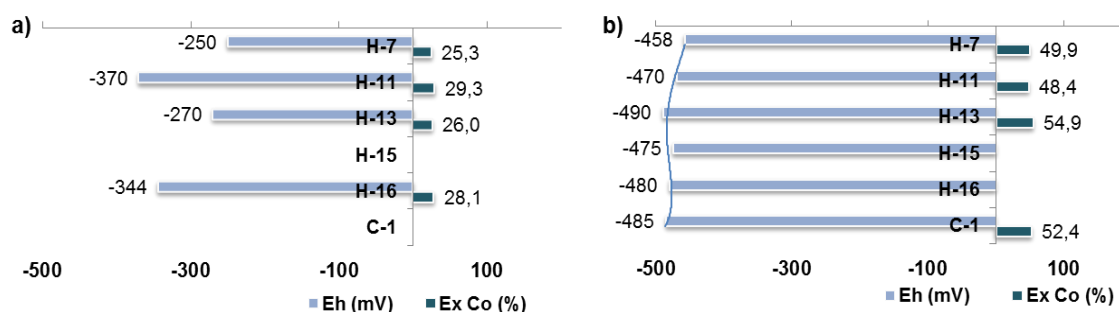 a)
-250 H-7 25,3
-370 H-11 29,3
-270 H-13 26,0
H-15
-344 H-16 28,1
C-1
-500 -300 -100 100
Eh (mV) Ex Co (%)
b)
-458 H-7 49,9
-470 H-11 48,4
-490 H-13 54,9
-475 H-15
-480 H-16
-485 C-1 52,4
-500 -300 -100 100
Eh (mV) Ex Co (%)